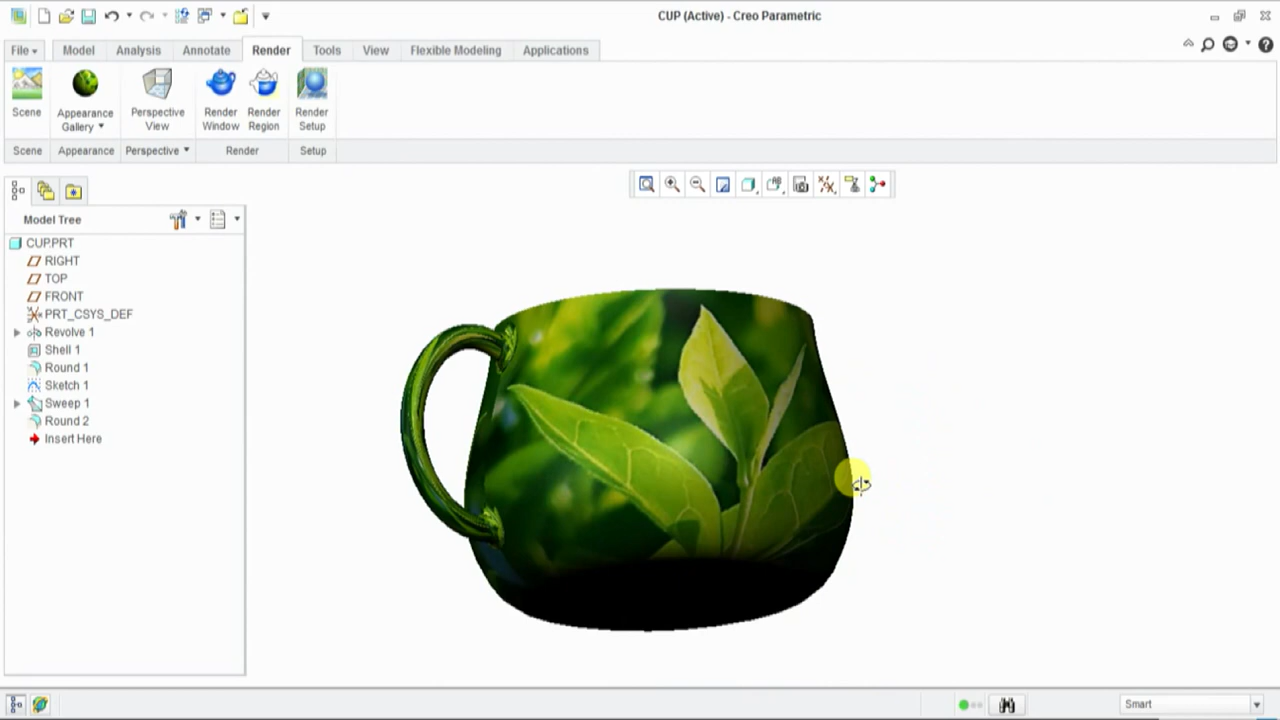 CUP (Active) - Creo Parametric
File Model Analysis Annotate Render Tools View Flexible Modeling Applications
Scene Appearance Gallery Perspective View Render Window Render Region Render Setup
Scene Appearance Perspective Render Setup
Model Tree
CUP.PRT
RIGHT
TOP
FRONT
PRT_CSYS_DEF
Revolve 1
Shell 1
Round 1
Sketch 1
Sweep 1
Round 2
Insert Here
Smart